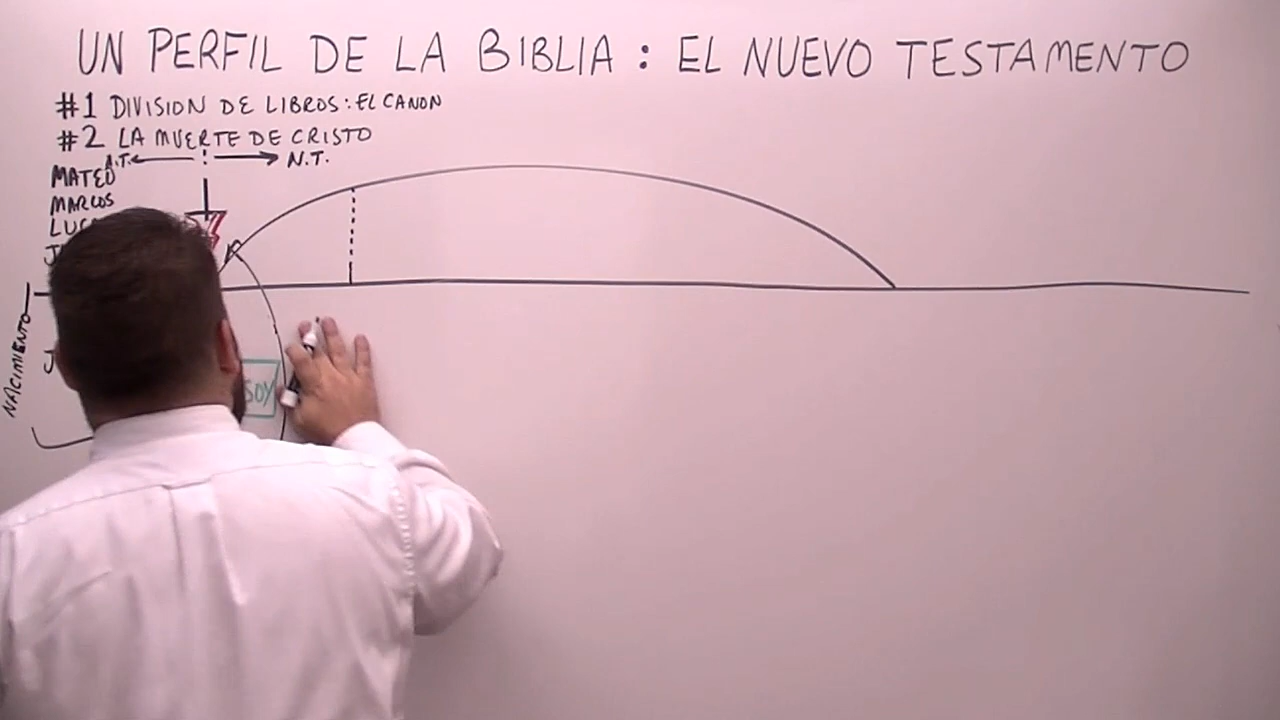 UN PERFIL DE LA BIBLIA : EL NUEVO TESTAMENTO
#1 DIVISION DE LIBROS: EL CANON
#2 LA MUERTE DE CRISTO
A.T. N.T.
MATEO
MARCOS
NACIMIENTO
SOY